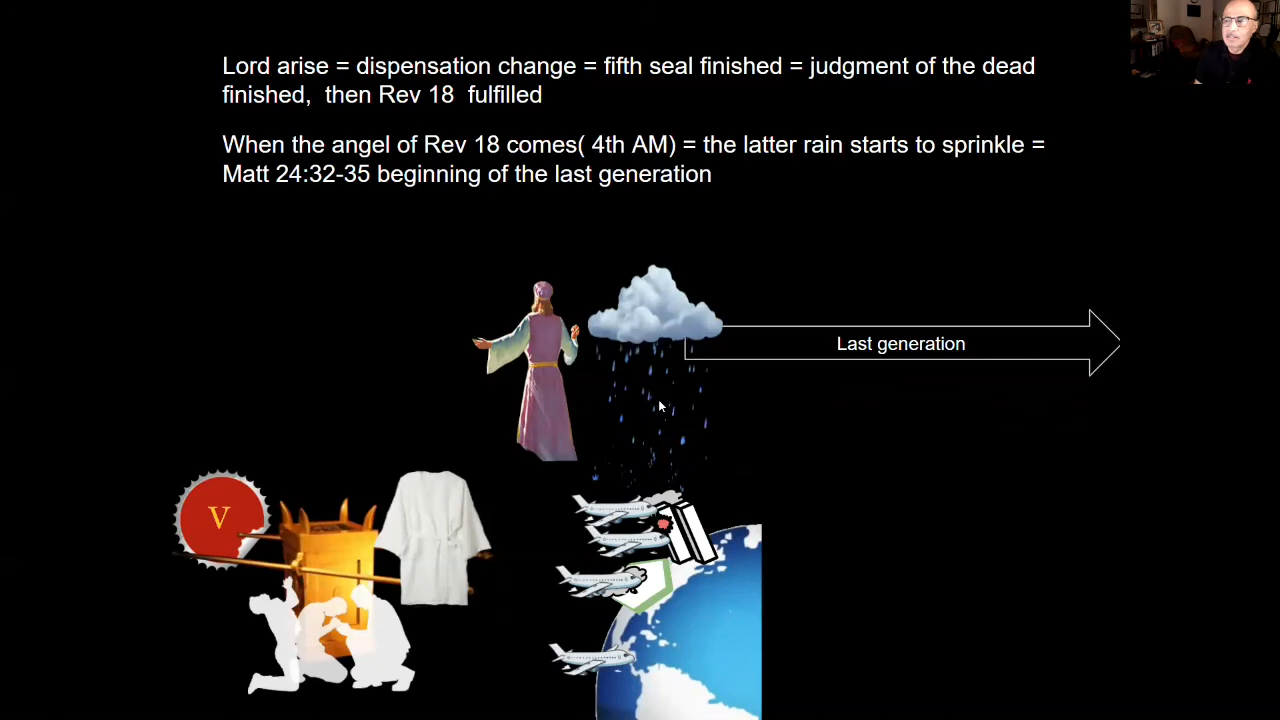 Lord arise = dispensation change = fifth seal finished = judgment of the dead
finished,  then Rev 18  fulfilled
When the angel of Rev 18 comes( 4th AM) = the latter rain starts to sprinkle =
Matt 24:32-35 beginning of the last generation
Last generation
V